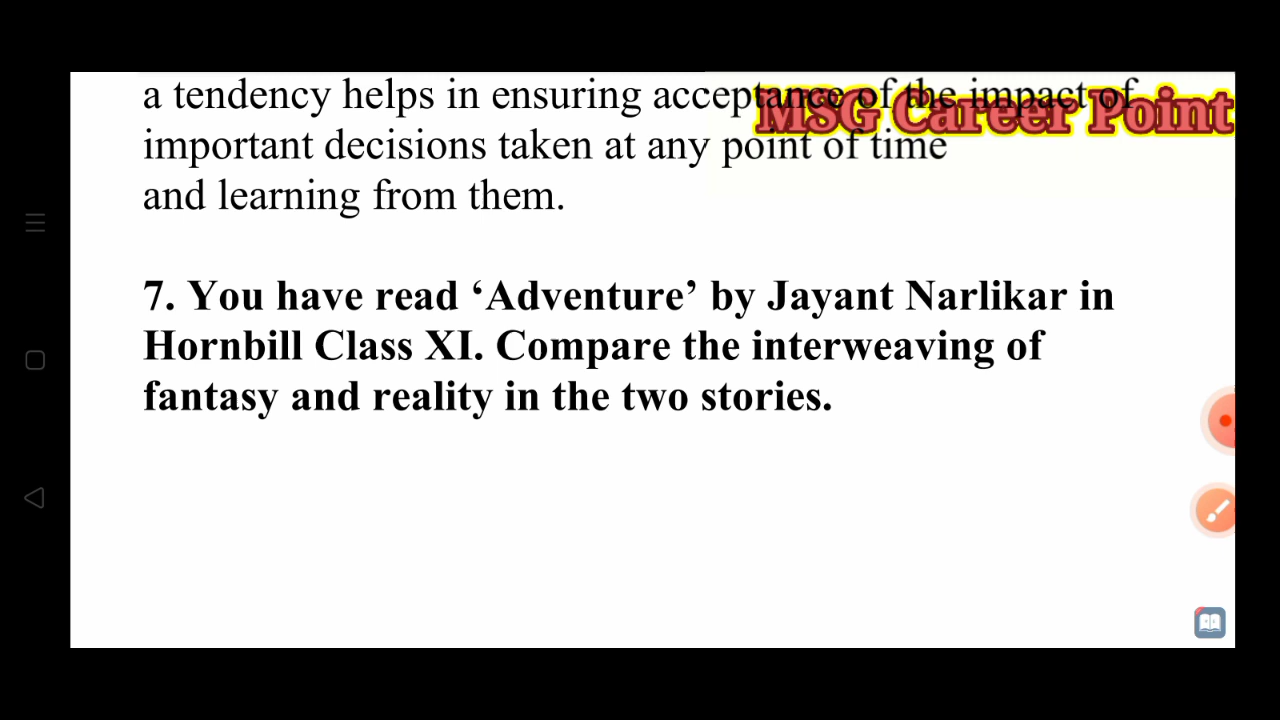 a tendency helps in ensuring acceptance of the impact of
MSG Career Point
important decisions taken at any point of time
and learning from them.
7. You have read ‘Adventure’ by Jayant Narlikar in
Hornbill Class XI. Compare the interweaving of
fantasy and reality in the two stories.